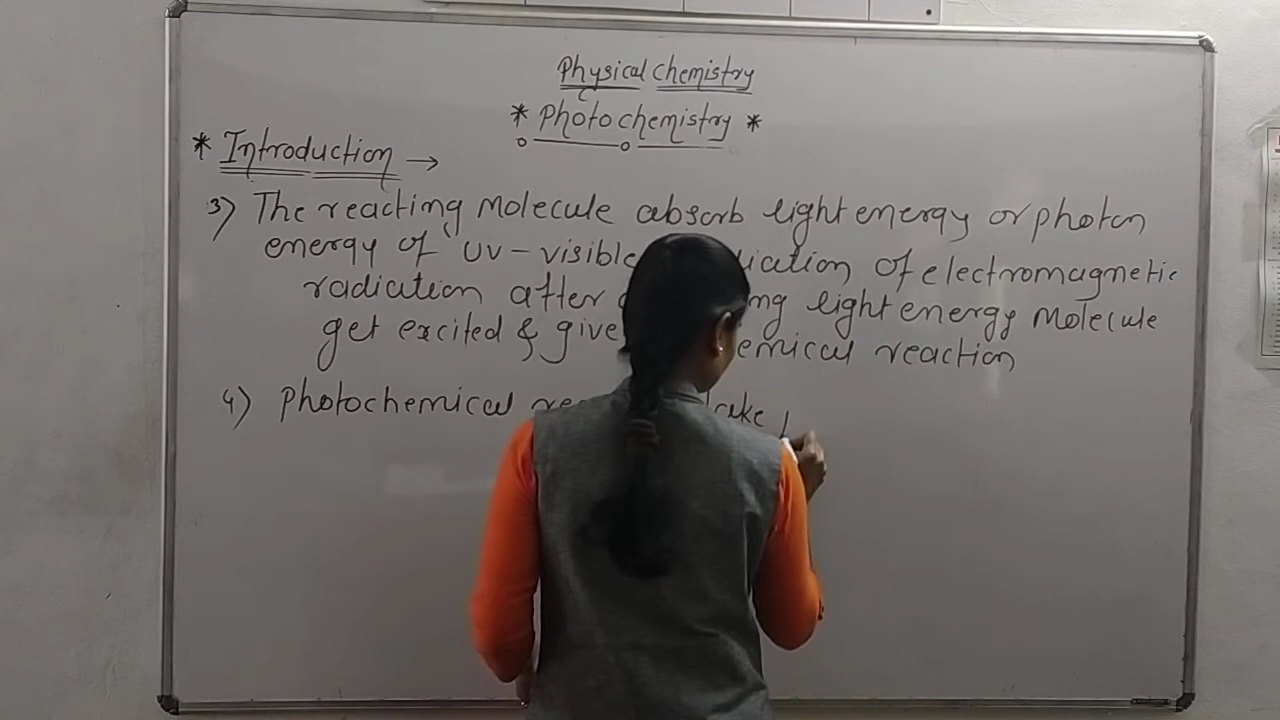 Physical Chemistry
* Photochemistry *
* Introduction →
3) The reacting molecule absorb light energy or photon
energy of UV-visible of electromagnetic
radiation after light energy molecule
get excited & give reaction
4) Photochemical